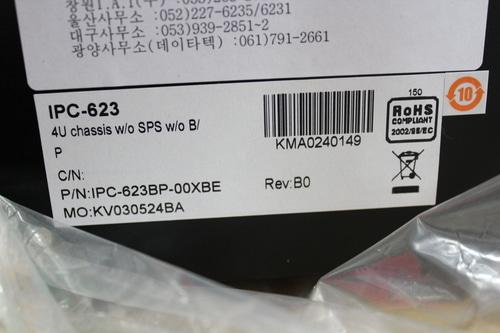 울산사무소 :052)227-6235/6231
대구사무소 :053)939-2851~2
광양사무소(데이타텍) :061)791-2661
IPC-623
4U chassis w/o SPS w/o B/
P
C/N:
P/N:IPC-623BP-00XBE
MO:KV030524BA
KMA0240149
Rev:B0
150
RoHS
COMPLIANT
2002/95/EC
10